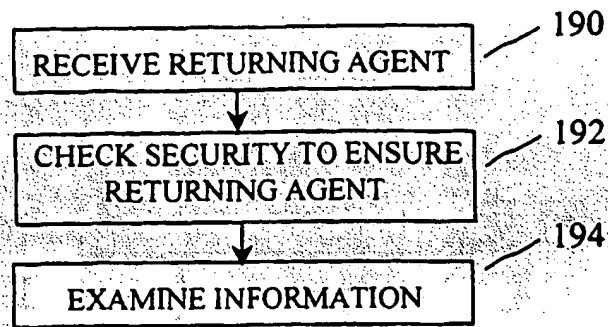 190
RECEIVE RETURNING AGENT
192
CHECK SECURITY TO ENSURE
RETURNING AGENT
194
EXAMINE INFORMATION